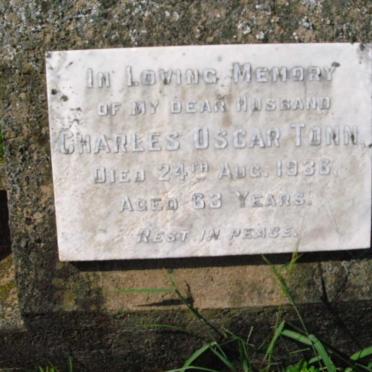 In Loving Memory
of my dear Husband
Charles Oscar Tonn
Died 24th Aug. 1936.
Aged 63 Years.
Rest in peace.